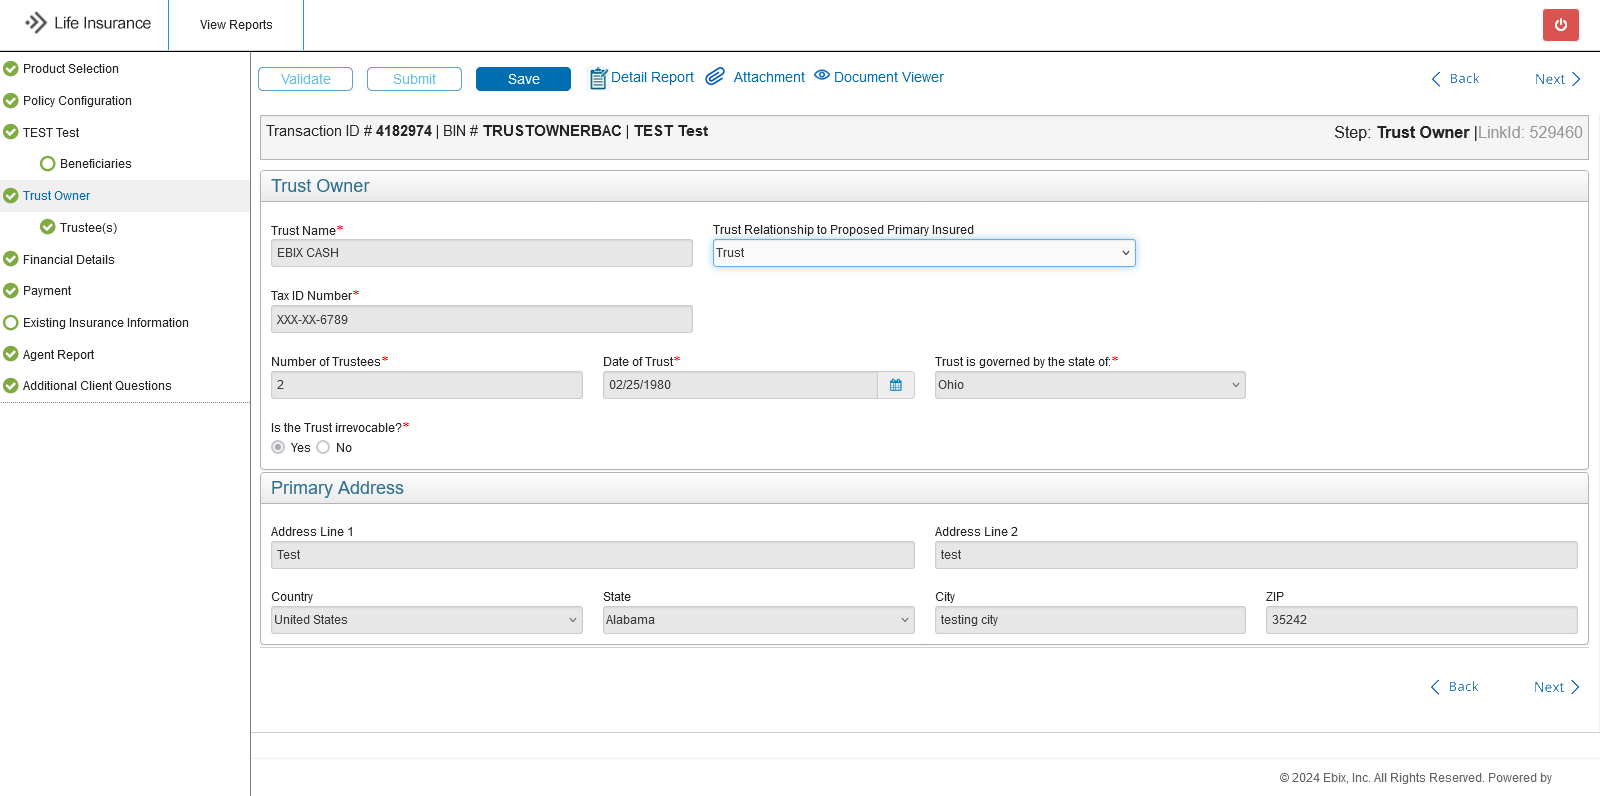 Life Insurance
View Reports
Product Selection
Policy Configuration
TEST Test
Beneficiaries
Trust Owner
Trustee(s)
Financial Details
Payment
Existing Insurance Information
Agent Report
Additional Client Questions
Validate
Submit
Save
Detail Report
Attachment
Document Viewer
Back
Next
Transaction ID # 4182974 | BIN # TRUSTOWNERBAC | TEST Test
Step: Trust Owner |LinkId: 529460
Trust Owner
Trust Name*
EBIX CASH
Trust Relationship to Proposed Primary Insured
Trust
Tax ID Number*
XXX-XX-6789
Number of Trustees*
2
Date of Trust*
02/25/1980
Trust is governed by the state of:*
Ohio
Is the Trust irrevocable?*
Yes No
Primary Address
Address Line 1
Test
Address Line 2
test
Country
United States
State
Alabama
City
testing city
ZIP
35242
Back
Next
© 2024 Ebix, Inc. All Rights Reserved. Powered by